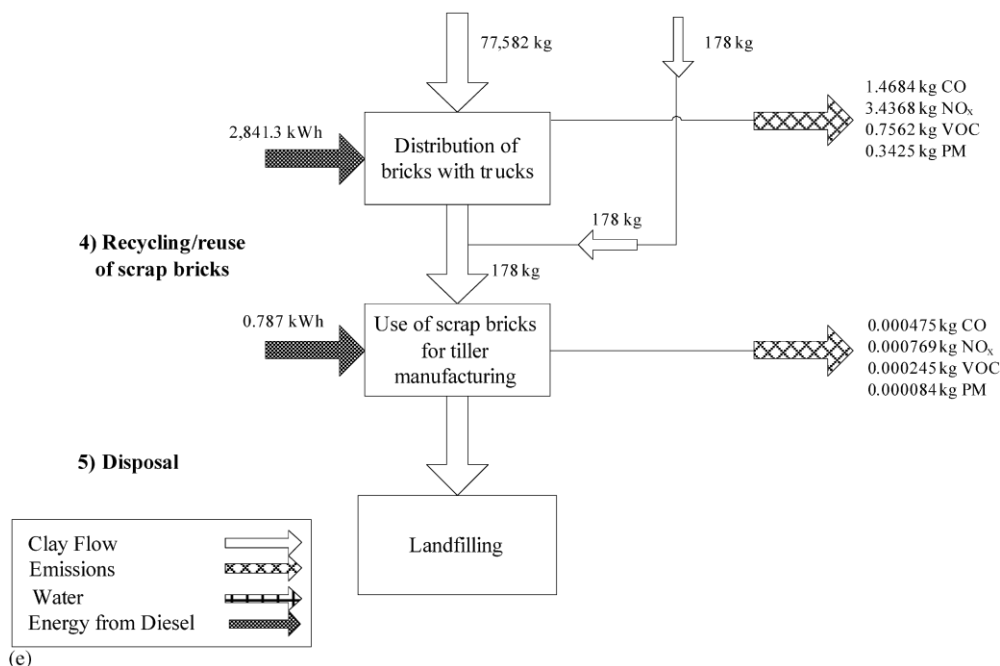 77,582 kg
178 kg
1.4684 kg CO
3.4368 kg NOₓ
0.7562 kg VOC
0.3425 kg PM
2,841.3 kWh
Distribution of
bricks with trucks
178 kg
4) Recycling/reuse
of scrap bricks
178 kg
0.787 kWh
Use of scrap bricks
for tiller
manufacturing
0.000475 kg CO
0.000769 kg NOₓ
0.000245 kg VOC
0.000084 kg PM
5) Disposal
Landfilling
Clay Flow
Emissions
Water
Energy from Diesel
(e)